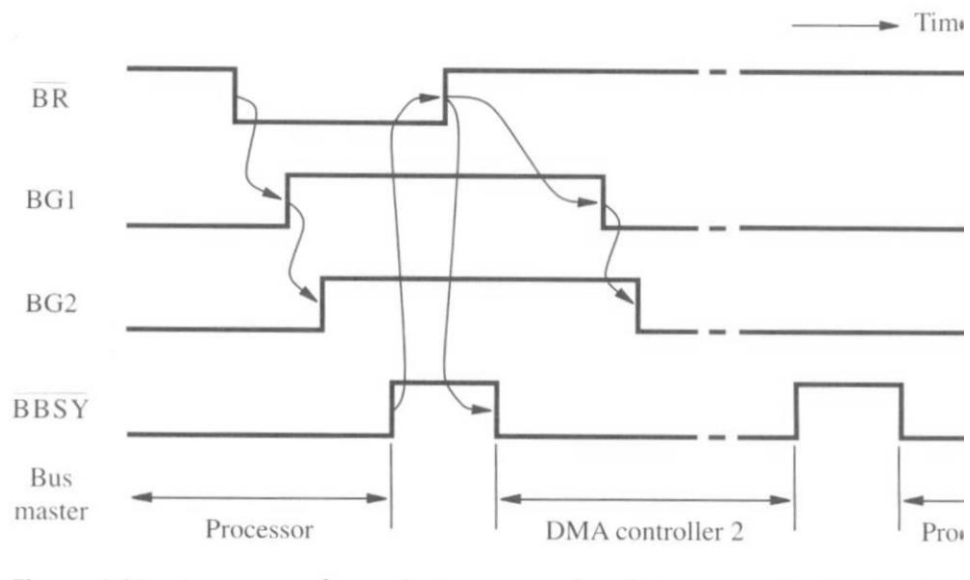 Time
BR
BG1
BG2
BBSY
Bus
master
Processor
DMA controller 2